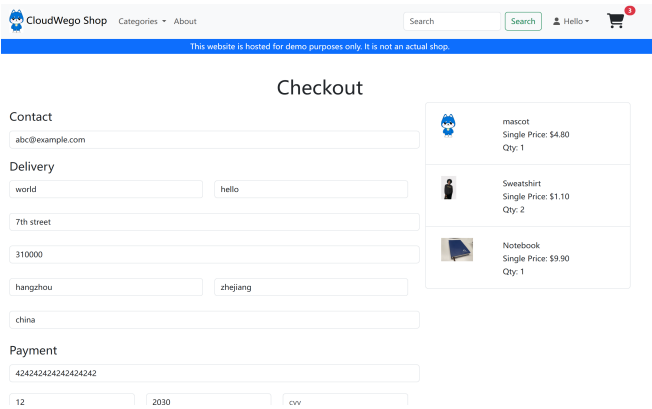 CloudWego Shop Categories About Search Search Hello 3
This website is hosted for demo purposes only. It is not an actual shop.
Checkout
Contact
abc@example.com
Delivery
world hello
7th street
310000
hangzhou zhejiang
china
Payment
424242424242424242
12 2030 cvv
mascot
Single Price: $4.80
Qty: 1
Sweatshirt
Single Price: $1.10
Qty: 2
Notebook
Single Price: $9.90
Qty: 1